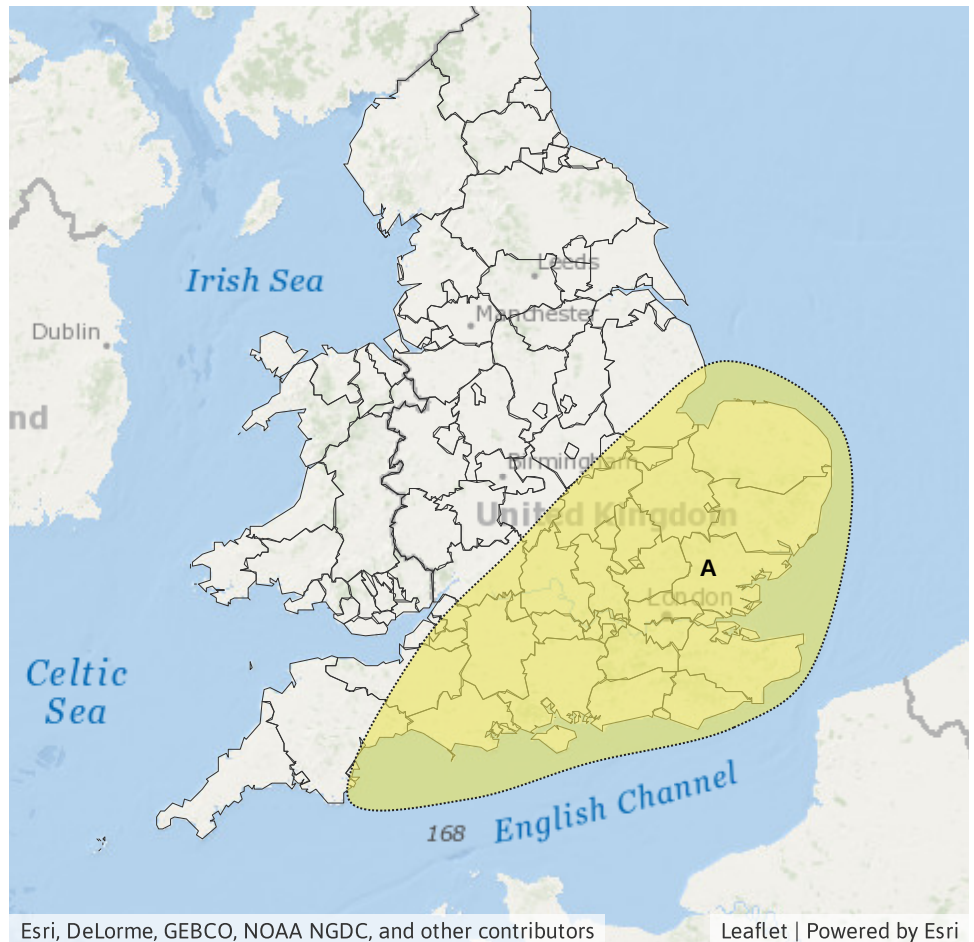 Irish Sea
Leeds
Manchester
Dublin
nd
Birmingham
United Kingdom
A
London
Celtic
Sea
English Channel
168
Esri, DeLorme, GEBCO, NOAA NGDC, and other contributors
Leaflet | Powered by Esri